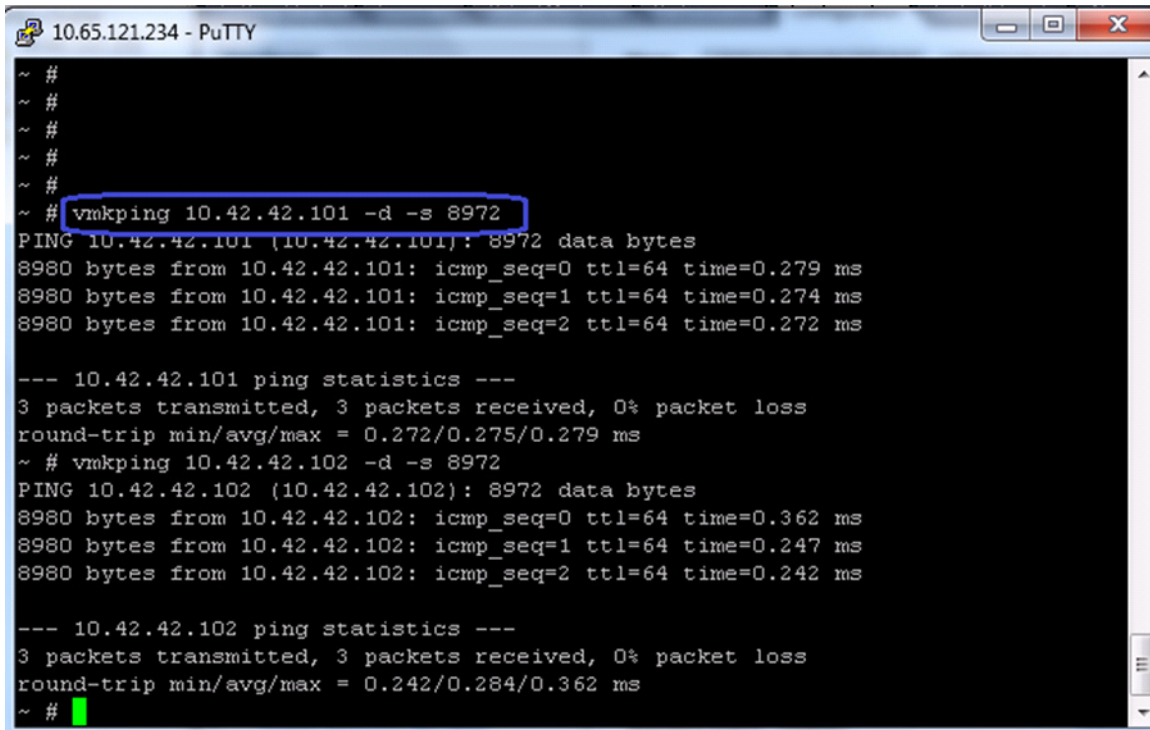 10.65.121.234 - PuTTY
~ #
~ #
~ #
~ #
~ #
~ # vmkping 10.42.42.101 -d -s 8972
PING 10.42.42.101 (10.42.42.101): 8972 data bytes
8980 bytes from 10.42.42.101: icmp_seq=0 ttl=64 time=0.279 ms
8980 bytes from 10.42.42.101: icmp_seq=1 ttl=64 time=0.274 ms
8980 bytes from 10.42.42.101: icmp_seq=2 ttl=64 time=0.272 ms
--- 10.42.42.101 ping statistics ---
3 packets transmitted, 3 packets received, 0% packet loss
round-trip min/avg/max = 0.272/0.275/0.279 ms
~ # vmkping 10.42.42.102 -d -s 8972
PING 10.42.42.102 (10.42.42.102): 8972 data bytes
8980 bytes from 10.42.42.102: icmp_seq=0 ttl=64 time=0.362 ms
8980 bytes from 10.42.42.102: icmp_seq=1 ttl=64 time=0.247 ms
8980 bytes from 10.42.42.102: icmp_seq=2 ttl=64 time=0.242 ms
--- 10.42.42.102 ping statistics ---
3 packets transmitted, 3 packets received, 0% packet loss
round-trip min/avg/max = 0.242/0.284/0.362 ms
~ #